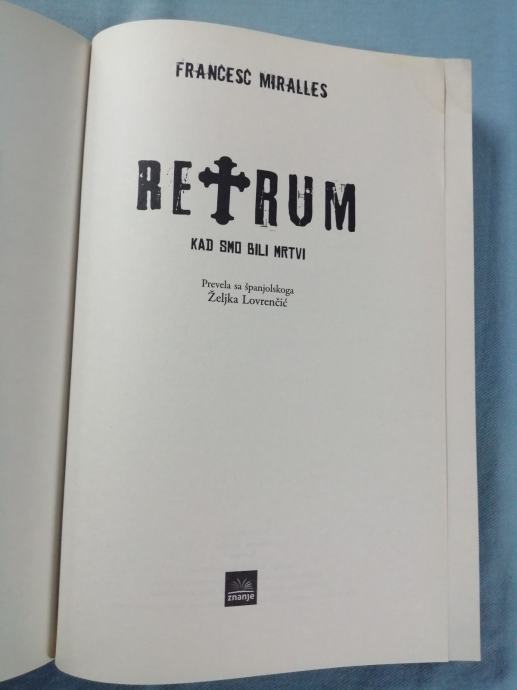 FRANCESC MIRALLES
RETRUM
KAD SMO BILI MRTVI
Prevela sa španjolskoga
Željka Lovrenčić
znanje